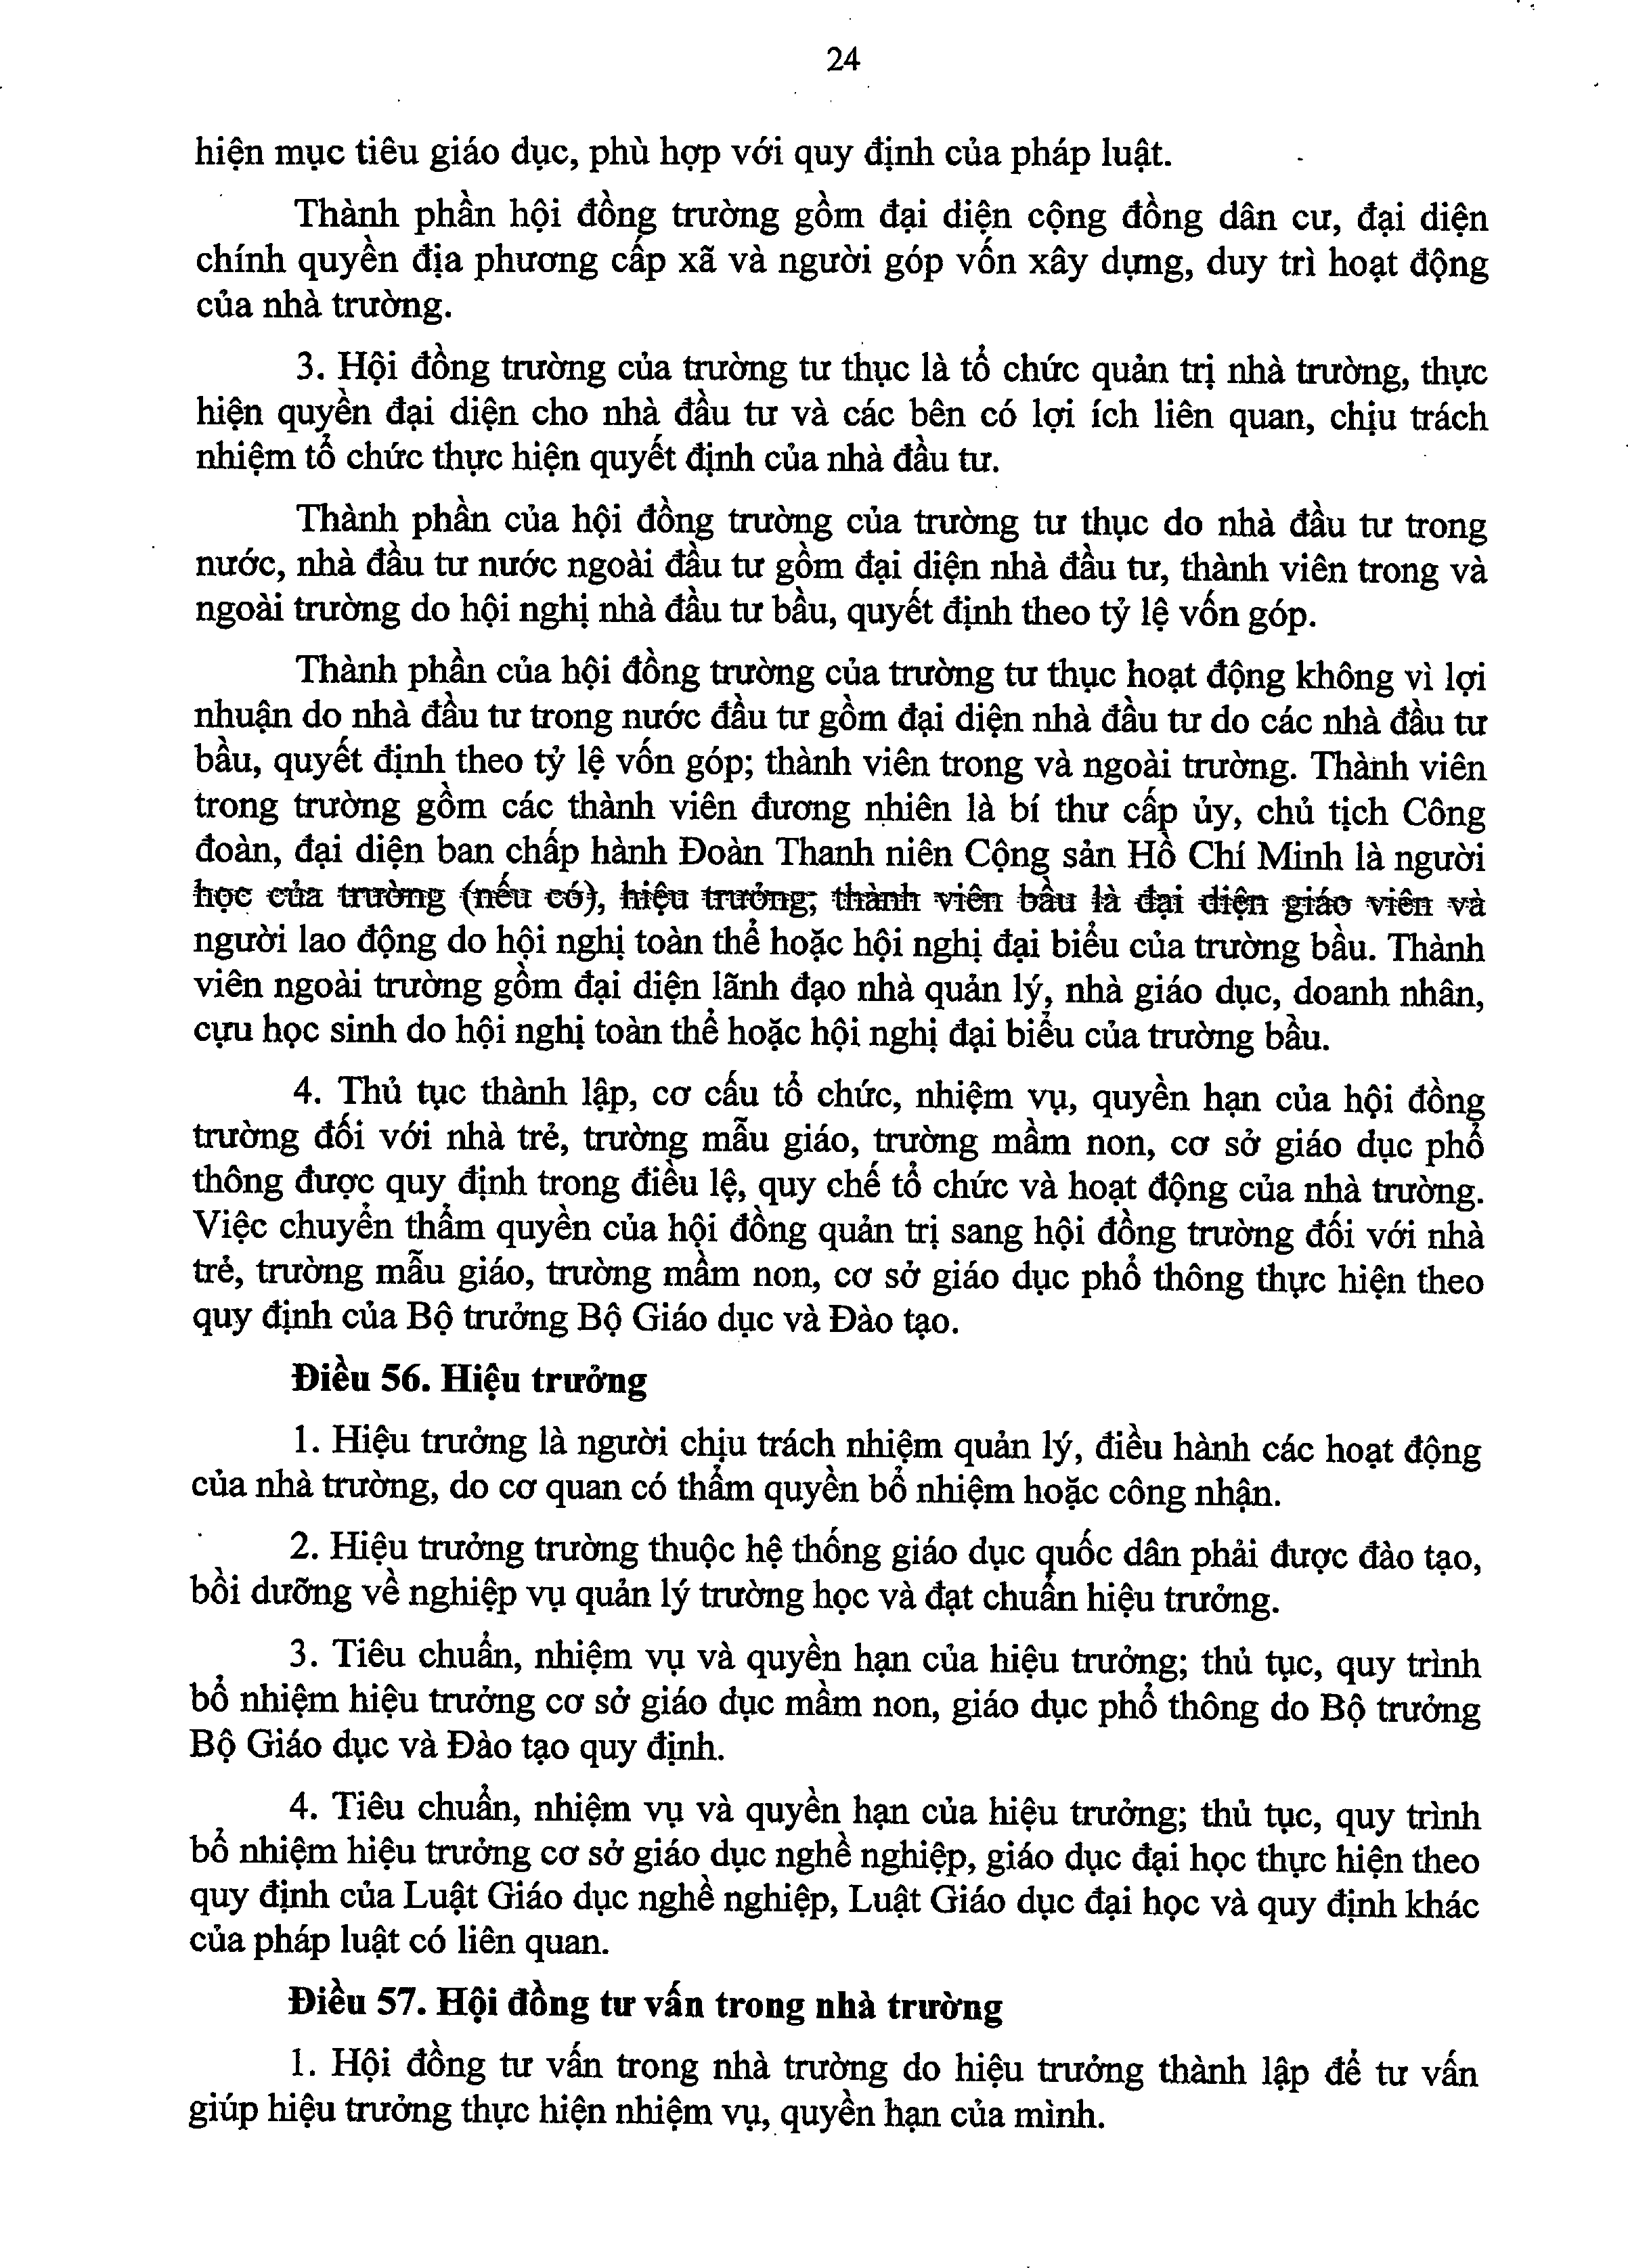 24
hiện mục tiêu giáo dục, phù hợp với quy định của pháp luật.
Thành phần hội đồng trường gồm đại diện cộng đồng dân cư, đại diện
chính quyền địa phương cấp xã và người góp vốn xây dựng, duy trì hoạt động
của nhà trường.
3. Hội đồng trường của trường tư thục là tổ chức quản trị nhà trường, thực
hiện quyền đại diện cho nhà đầu tư và các bên có lợi ích liên quan, chịu trách
nhiệm tổ chức thực hiện quyết định của nhà đầu tư.
Thành phần của hội đồng trường của trường tư thục do nhà đầu tư trong
nước, nhà đầu tư nước ngoài đầu tư gồm đại diện nhà đầu tư, thành viên trong và
ngoài trường do hội nghị nhà đầu tư bầu, quyết định theo tỷ lệ vốn góp.
Thành phần của hội đồng trường của trường tư thục hoạt động không vì lợi
nhuận do nhà đầu tư trong nước đầu tư gồm đại diện nhà đầu tư do các nhà đầu tư
bầu, quyết định theo tỷ lệ vốn góp; thành viên trong và ngoài trường. Thành viên
trong trường gồm các thành viên đương nhiên là bí thư cấp ủy, chủ tịch Công
đoàn, đại diện ban chấp hành Đoàn Thanh niên Cộng sản Hồ Chí Minh là người
học của trường (nếu có), hiệu trưởng; thành viên bầu là đại diện giáo viên và
người lao động do hội nghị toàn thể hoặc hội nghị đại biểu của trường bầu. Thành
viên ngoài trường gồm đại diện lãnh đạo nhà quản lý, nhà giáo dục, doanh nhân,
cựu học sinh do hội nghị toàn thể hoặc hội nghị đại biểu của trường bầu.
4. Thủ tục thành lập, cơ cấu tổ chức, nhiệm vụ, quyền hạn của hội đồng
trường đối với nhà trẻ, trường mẫu giáo, trường mầm non, cơ sở giáo dục phổ
thông được quy định trong điều lệ, quy chế tổ chức và hoạt động của nhà trường.
Việc chuyển thẩm quyền của hội đồng quản trị sang hội đồng trường đối với nhà
trẻ, trường mẫu giáo, trường mầm non, cơ sở giáo dục phổ thông thực hiện theo
quy định của Bộ trưởng Bộ Giáo dục và Đào tạo.
Điều 56. Hiệu trưởng
1. Hiệu trưởng là người chịu trách nhiệm quản lý, điều hành các hoạt động
của nhà trường, do cơ quan có thẩm quyền bổ nhiệm hoặc công nhận.
2. Hiệu trưởng trường thuộc hệ thống giáo dục quốc dân phải được đào tạo,
bồi dưỡng về nghiệp vụ quản lý trường học và đạt chuẩn hiệu trưởng.
3. Tiêu chuẩn, nhiệm vụ và quyền hạn của hiệu trưởng; thủ tục, quy trình
bổ nhiệm hiệu trưởng cơ sở giáo dục mầm non, giáo dục phổ thông do Bộ trưởng
Bộ Giáo dục và Đào tạo quy định.
4. Tiêu chuẩn, nhiệm vụ và quyền hạn của hiệu trưởng; thủ tục, quy trình
bổ nhiệm hiệu trưởng cơ sở giáo dục nghề nghiệp, giáo dục đại học thực hiện theo
quy định của Luật Giáo dục nghề nghiệp, Luật Giáo dục đại học và quy định khác
của pháp luật có liên quan.
Điều 57. Hội đồng tư vấn trong nhà trường
1. Hội đồng tư vấn trong nhà trường do hiệu trưởng thành lập để tư vấn
giúp hiệu trưởng thực hiện nhiệm vụ, quyền hạn của mình.